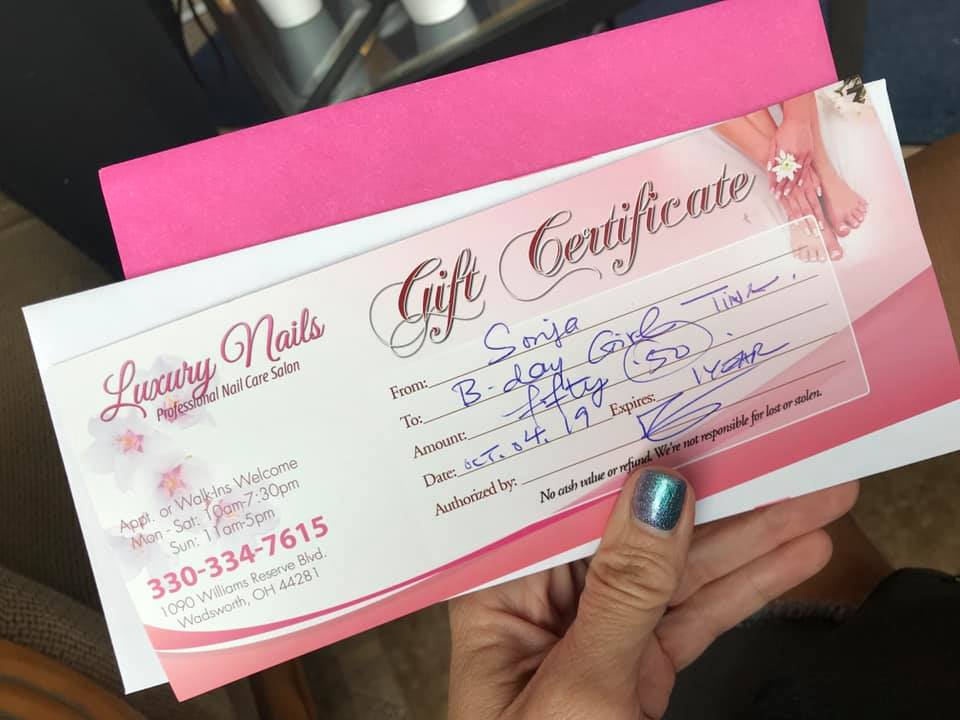 Gift Certificate
Luxury Nails
Professional Nail Care Salon
Appt. or Walk-Ins Welcome
Mon - Sat: 10am-7:30pm
Sun: 11am-5pm
330-334-7615
1090 Williams Reserve Blvd.
Wadsworth, OH 44281
From: Sonja
To: B-day Girl Time.
Amount: fifty (50).
Date: OCT. 04. 19 Expires: 1 YEAR
Authorized by:
No cash value or refund. We're not responsible for lost or stolen.